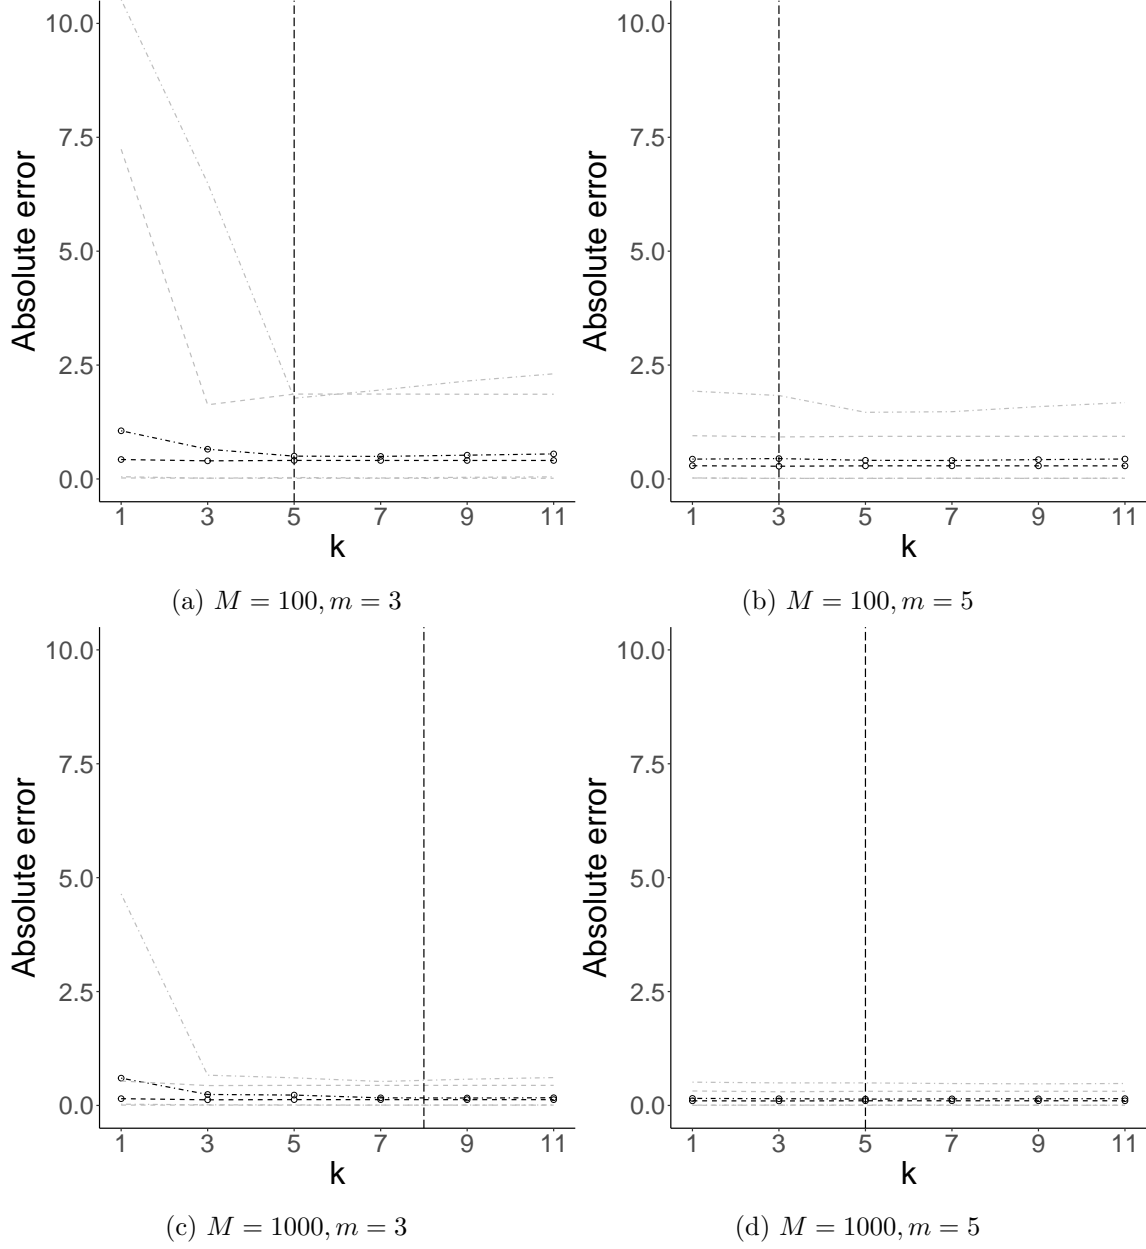 10.0
7.5
5.0
2.5
0.0
Absolute error
1 3 5 7 9 11
k
(a) M = 100, m = 3
10.0
7.5
5.0
2.5
0.0
Absolute error
1 3 5 7 9 11
k
(b) M = 100, m = 5
10.0
7.5
5.0
2.5
0.0
Absolute error
1 3 5 7 9 11
k
(c) M = 1000, m = 3
10.0
7.5
5.0
2.5
0.0
Absolute error
1 3 5 7 9 11
k
(d) M = 1000, m = 5